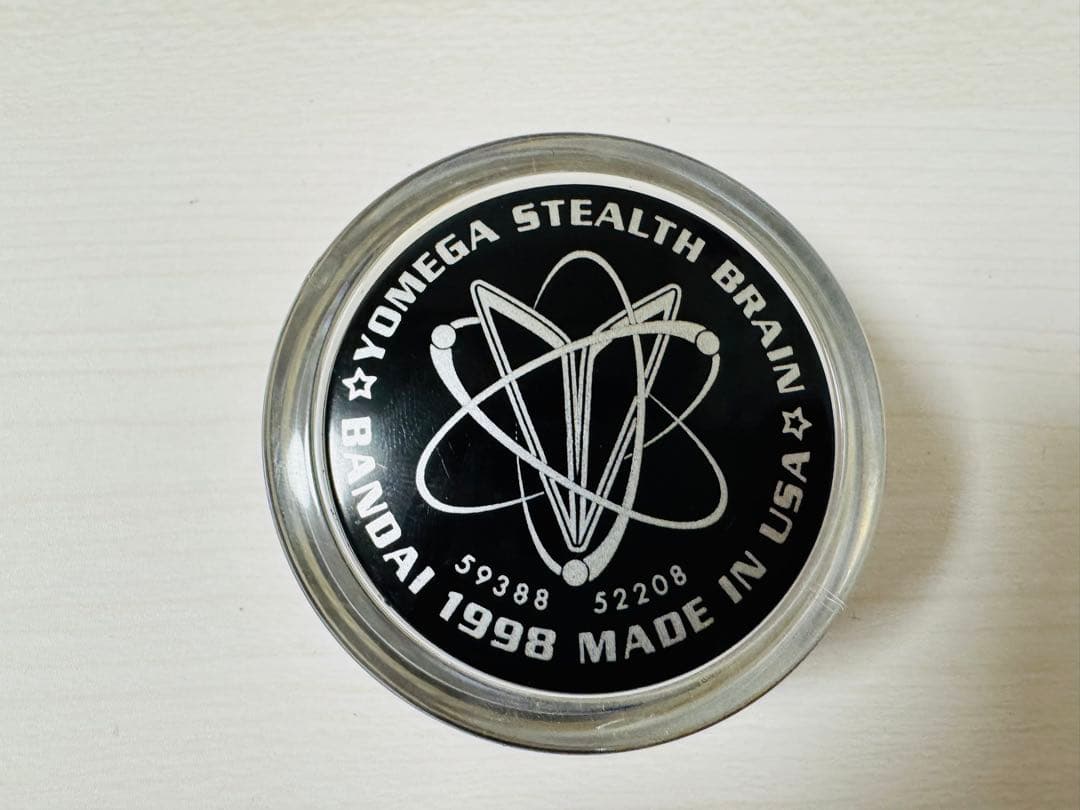 ☆ YOMEGA STEALTH BRAIN ☆
59388 52208
BANDAI 1998 MADE IN USA